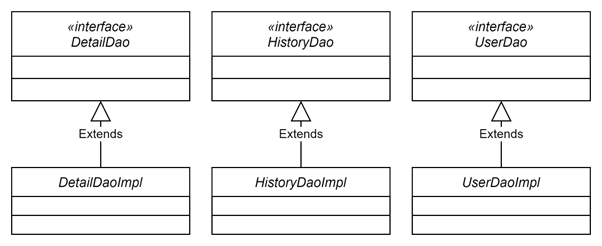 «interface»
DetailDao
«interface»
HistoryDao
«interface»
UserDao
Extends
Extends
Extends
DetailDaoImpl
HistoryDaoImpl
UserDaoImpl